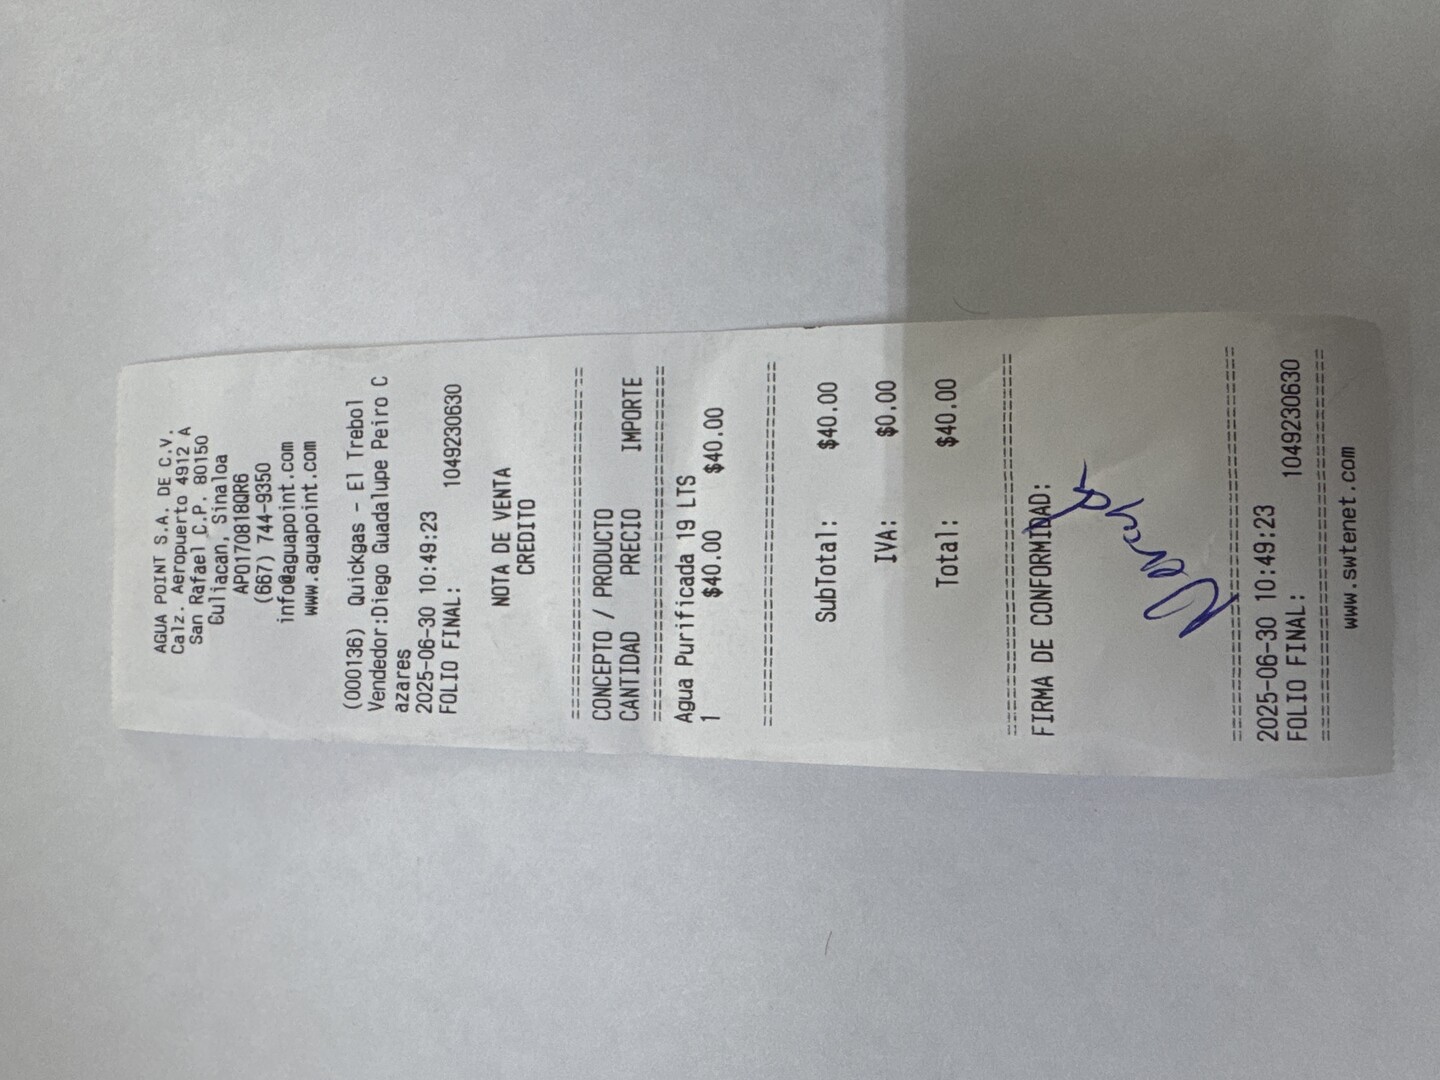 AGUA POINT S.A. DE C.V.
Calz. Aeropuerto 4912 A
San Rafael C.P. 80150
Culiacan, Sinaloa
APO170818QR6
(667) 744-9350
info@aguapoint.com
www.aguapoint.com
(000136) Quickgas - El Trebol
Vendedor:Diego Guadalupe Peiro C
azares
2025-06-30 10:49:23
FOLIO FINAL: 1049230630
NOTA DE VENTA
CREDITO
CONCEPTO / PRODUCTO
CANTIDAD PRECIO IMPORTE
Agua Purificada 19 LTS
1 $40.00 $40.00
SubTotal: $40.00
IVA: $0.00
Total: $40.00
FIRMA DE CONFORMIDAD:
2025-06-30 10:49:23
FOLIO FINAL: 1049230630
www.swtenet.com